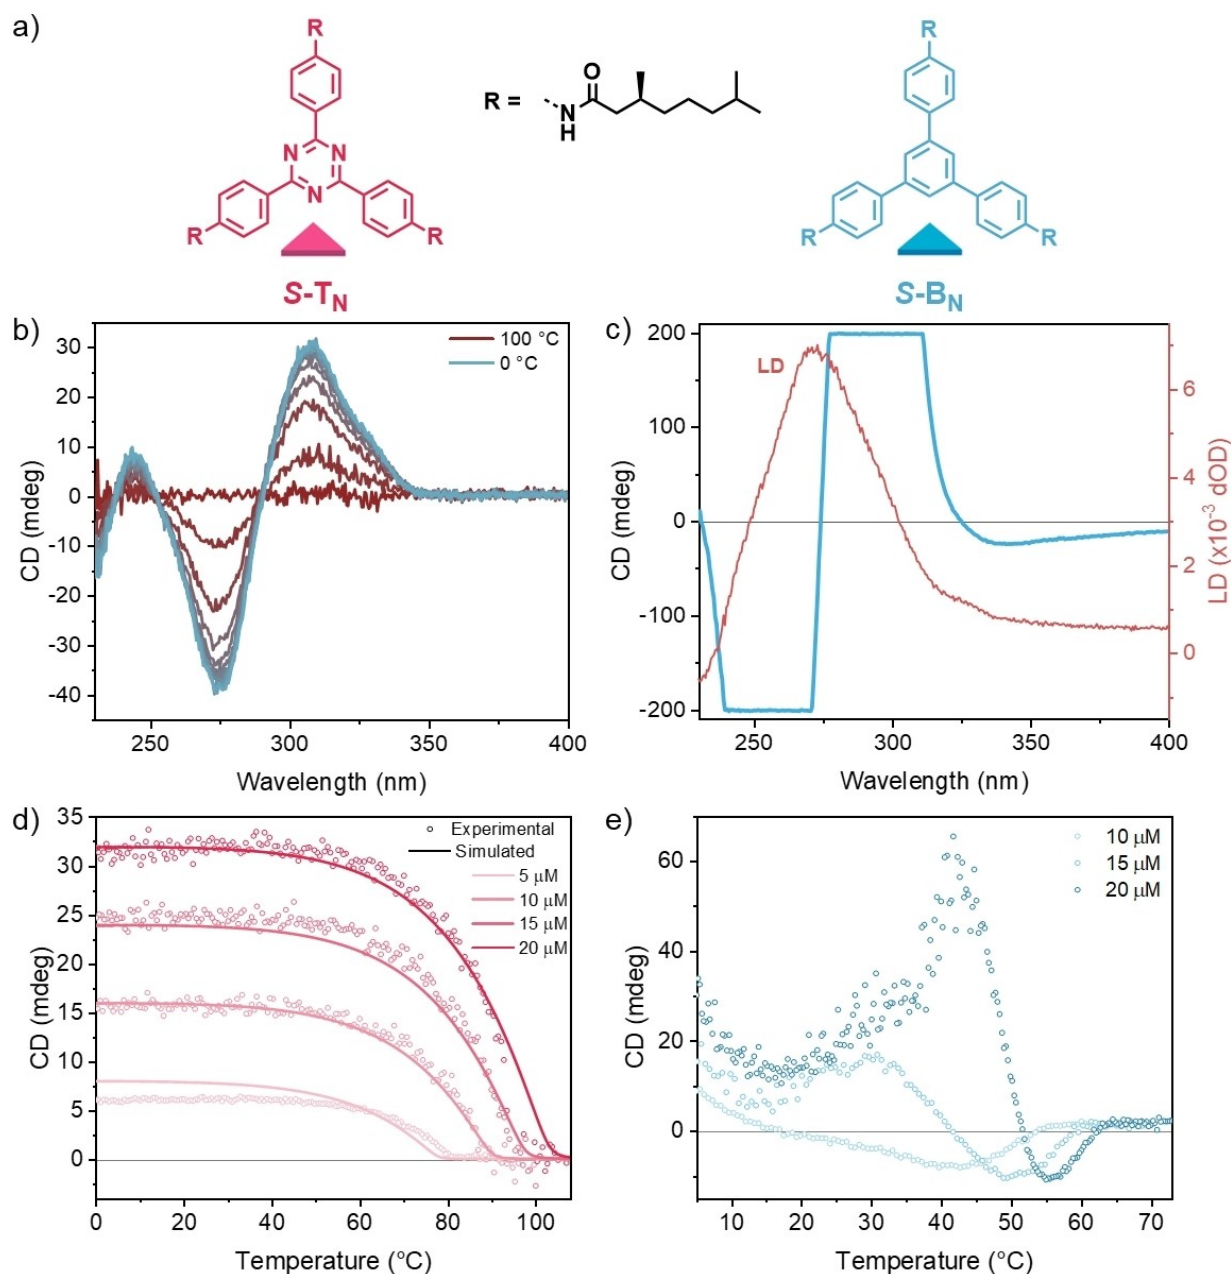 a)
R
N N
N
R R
S-T_N
R =
O
N
H
R
R R
S-B_N
b)
30
20
10
0
-10
-20
-30
-40
CD (mdeg)
100 °C
0 °C
250 300 350 400
Wavelength (nm)
c)
200
100
0
-100
-200
CD (mdeg)
LD
6
4
2
0
LD (x10⁻³ dOD)
250 300 350 400
Wavelength (nm)
d)
35
30
25
20
15
10
5
0
CD (mdeg)
Experimental
Simulated
5 µM
10 µM
15 µM
20 µM
0 20 40 60 80 100
Temperature (°C)
e)
60
40
20
0
CD (mdeg)
10 µM
15 µM
20 µM
10 20 30 40 50 60 70
Temperature (°C)